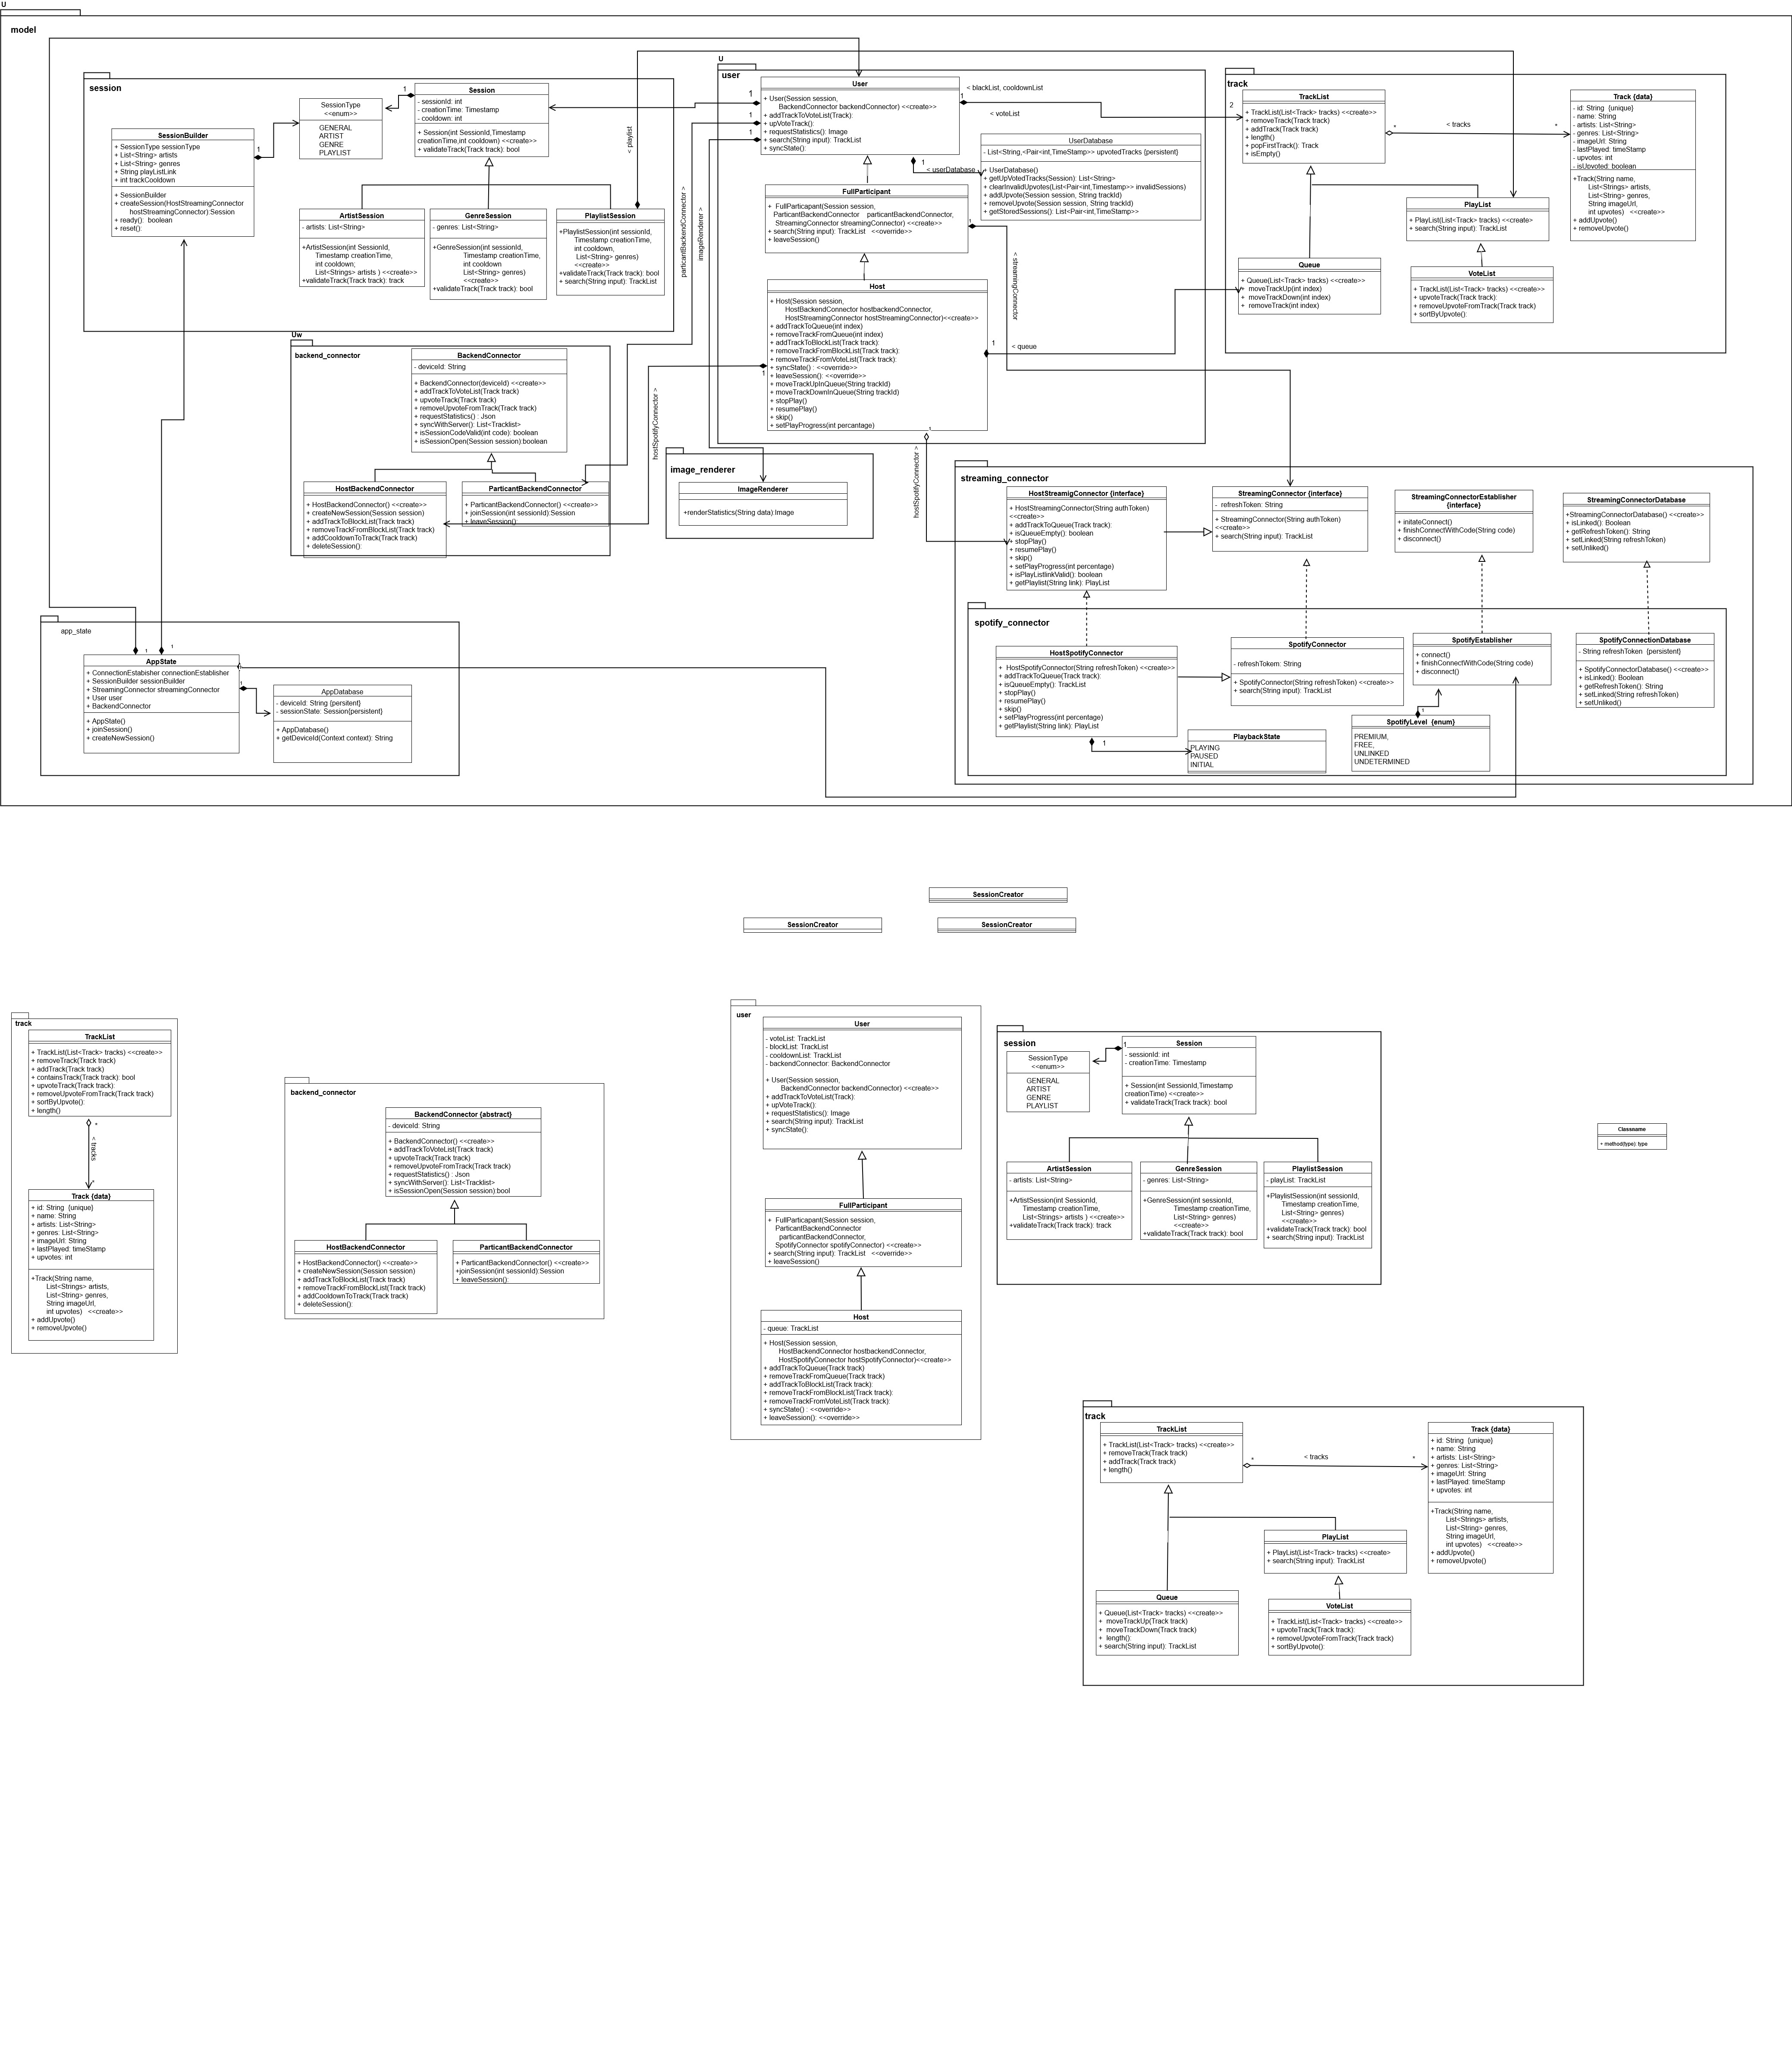 U
model
session
SessionType
<<enum>>
GENERAL
ARTIST
GENRE
PLAYLIST
1
Session
- sessionId: int
- creationTime: Timestamp
- cooldown: int
+ Session(int SessionId,Timestamp
creationTime,int cooldown) <<create>>
+ validateTrack(Track track): bool
SessionBuilder
+ SessionType sessionType
+ List<String> artists
+ List<String> genres
+ String playListLink
+ int trackCooldown
+ SessionBuilder
+ createSession(HostStreamingConnector
hostStreamingConnector):Session
+ ready(): boolean
+ reset():
1
ArtistSession
- artists: List<String>
+ArtistSession(int SessionId,
Timestamp creationTime,
int cooldown;
List<Strings> artists ) <<create>>
+validateTrack(Track track): track
GenreSession
- genres: List<String>
+GenreSession(int sessionId,
Timestamp creationTime,
int cooldown
List<String> genres)
<<create>>
+validateTrack(Track track): bool
PlaylistSession
+PlaylistSession(int sessionId,
Timestamp creationTime,
int cooldown,
List<String> genres)
<<create>>
+validateTrack(Track track): bool
+ search(String input): TrackList
< playlist
particantBackendConnector >
imageRenderer >
U
user
User
+ User(Session session,
BackendConnector backendConnector) <<create>>
+ addTrackToVoteList(Track):
+ upVoteTrack():
+ requestStatistics(): Image
+ search(String input): TrackList
+ syncState():
1
1
1
1
< blackList, cooldownList
< voteList
2
1
< userDatabase
UserDatabase
- List<String,<Pair<int,TimeStamp>> upvotedTracks {persistent}
+ UserDatabase()
+ getUpVotedTracks(Session): List<String>
+ clearInvalidUpvotes(List<Pair<int,Timestamp>> invalidSessions)
+ addUpvote(Session session, String trackId)
+ removeUpvote(Session session, String trackId)
+ getStoredSessions(): List<Pair<int,TimeStamp>>
FullParticipant
+ FullParticapant(Session session,
ParticipantBackendConnector particantBackendConnector,
StreamingConnector streamingConnector) <<create>>
+ search(String input): TrackList <<override>>
+ leaveSession()
1
< streamingConnector
Host
+ Host(Session session,
HostBackendConnector hostbackendConnector,
HostStreamingConnector hostStreamingConnector)<<create>>
+ addTrackToQueue(int index)
+ removeTrackFromQueue(int index)
+ addTrackToBlockList(Track track):
+ removeTrackFromBlockList(Track track):
+ removeTrackFromVoteList(Track track):
+ syncState() : <<override>>
+ leaveSession(): <<override>>
+ moveTrackUpInQueue(String trackId)
+ moveTrackDownInQueue(String trackId)
+ stopPlay()
+ resumePlay()
+ skip()
+ setPlayProgress(int percantage)
1
< queue
1
1
hostSpotifyConnector >
hostSpotifyConnector >
track
TrackList
+ TrackList(List<Track> tracks) <<create>>
+ removeTrack(Track track)
+ addTrack(Track track)
+ length()
+ popFirstTrack(): Track
+ isEmpty()
*
< tracks
*
Track {data}
- id: String {unique}
- name: String
- artists: List<String>
- genres: List<String>
- imageUrl: String
- lastPlayed: timeStamp
- upvotes: int
- isUpvoted: boolean
+Track(String name,
List<Strings> artists,
List<String> genres,
String imageUrl,
int upvotes) <<create>>
+ addUpvote()
+ removeUpvote()
PlayList
+ PlayList(List<Track> tracks) <<create>
+ search(String input): TrackList
Queue
+ Queue(List<Track> tracks) <<create>>
+ moveTrackUp(int index)
+ moveTrackDown(int index)
+ removeTrack(int index)
VoteList
+ TrackList(List<Track> tracks) <<create>>
+ upvoteTrack(Track track):
+ removeUpvoteFromTrack(Track track)
+ sortByUpvote():
Uw
backend_connector
BackendConnector
- deviceId: String
+ BackendConnector(deviceId) <<create>>
+ addTrackToVoteList(Track track)
+ upvoteTrack(Track track)
+ removeUpvoteFromTrack(Track track)
+ requestStatistics() : Json
+ syncWithServer(): List<Tracklist>
+ isSessionCodeValid(int code): boolean
+ isSessionOpen(Session session):boolean
HostBackendConnector
+ HostBackendConnector() <<create>>
+ createNewSession(Session session)
+ addTrackToBlockList(Track track)
+ removeTrackFromBlockList(Track track)
+ addCooldownToTrack(Track track)
+ deleteSession():
ParticantBackendConnector
+ ParticantBackendConnector() <<create>>
+ joinSession(int sessionId):Session
+ leaveSession():
image_renderer
ImageRenderer
+renderStatistics(String data):Image
streaming_connector
HostStreamigConnector {interface}
+ HostStreamingConnector(String authToken)
<<create>>
+ addTrackToQueue(Track track):
+ isQueueEmpty(): boolean
+ stopPlay()
+ resumePlay()
+ skip()
+ setPlayProgress(int percentage)
+ isPlayListlinkValid(): boolean
+ getPlaylist(String link): PlayList
StreamingConnector {interface}
- refreshToken: String
+ StreamingConnector(String authToken)
<<create>>
+ search(String input): TrackList
StreamingConnectorEstablisher
{interface}
+ initateConnect()
+ finishConnectWithCode(String code)
+ disconnect()
StreamingConnectorDatabase
+StreamingConnectorDatabase() <<create>>
+ isLinked(): Boolean
+ getRefreshToken(): String
+ setLinked(String refreshToken)
+ setUnliked()
spotify_connector
HostSpotifyConnector
+ HostSpotifyConnector(String refreshToken) <<create>>
+ addTrackToQueue(Track track):
+ isQueueEmpty(): TrackList
+ stopPlay()
+ resumePlay()
+ skip()
+ setPlayProgress(int percentage)
+ getPlaylist(String link): PlayList
1
SpotifyConnector
- refreshTokem: String
+ SpotifyConnector(String refreshToken) <<create>>
+ search(String input): TrackList
SpotifyEstablisher
+ connect()
+ finishConnectWithCode(String code)
+ disconnect()
1
SpotifyConnectionDatabase
- String refreshToken {persistent}
+ SpotifyConnectorDatabase() <<create>>
+ isLinked(): Boolean
+ getRefreshToken(): String
+ setLinked(String refreshToken)
+ setUnliked()
SpotifyLevel {enum}
PREMIUM,
FREE,
UNLINKED
UNDETERMINED
PlaybackState
PLAYING
PAUSED
INITIAL
app_state
1
1
AppState
+ ConnectionEstabisher connectionEstablisher
+ SessionBuilder sessionBuilder
+ StreamingConnector streamingConnector
+ User user
+ BackendConnector
+ AppState()
+ joinSession()
+ createNewSession()
1
AppDatabase
- deviceId: String {persitent}
- sessionState: Session{persistent}
+ AppDatabase()
+ getDeviceId(Context context): String
SessionCreator
SessionCreator
SessionCreator
track
TrackList
+ TrackList(List<Track> tracks) <<create>>
+ removeTrack(Track track)
+ addTrack(Track track)
+ containsTrack(Track track): bool
+ upvoteTrack(Track track):
+ removeUpvoteFromTrack(Track track)
+ sortByUpvote():
+ length()
*
< tracks
*
Track {data}
+ id: String {unique}
+ name: String
+ artists: List<String>
+ genres: List<String>
+ imageUrl: String
+ lastPlayed: timeStamp
+ upvotes: int
+Track(String name,
List<Strings> artists,
List<String> genres,
String imageUrl,
int upvotes) <<create>>
+ addUpvote()
+ removeUpvote()
backend_connector
BackendConnector {abstract}
- deviceId: String
+ BackendConnector() <<create>>
+ addTrackToVoteList(Track track)
+ upvoteTrack(Track track)
+ removeUpvoteFromTrack(Track track)
+ requestStatistics() : Json
+ syncWithServer(): List<Tracklist>
+ isSessionOpen(Session session):bool
HostBackendConnector
+ HostBackendConnector() <<create>>
+ createNewSession(Session session)
+ addTrackToBlockList(Track track)
+ removeTrackFromBlockList(Track track)
+ addCooldownToTrack(Track track)
+ deleteSession():
ParticantBackendConnector
+ ParticantBackendConnector() <<create>>
+joinSession(int sessionId):Session
+ leaveSession():
user
User
- voteList: TrackList
- blockList: TrackList
- cooldownList: TrackList
- backendConnector: BackendConnector
+ User(Session session,
BackendConnector backendConnector) <<create>>
+ addTrackToVoteList(Track):
+ upVoteTrack():
+ requestStatistics(): Image
+ search(String input): TrackList
+ syncState():
FullParticipant
+ FullParticapant(Session session,
ParticipantBackendConnector
particantBackendConnector,
SpotifyConnector spotifyConnector) <<create>>
+ search(String input): TrackList <<override>>
+ leaveSession()
Host
- queue: TrackList
+ Host(Session session,
HostBackendConnector hostbackendConnector,
HostSpotifyConnector hostSpotifyConnector)<<create>>
+ addTrackToQueue(Track track)
+ removeTrackFromQueue(Track track)
+ addTrackToBlockList(Track track):
+ removeTrackFromBlockList(Track track):
+ removeTrackFromVoteList(Track track):
+ syncState() : <<override>>
+ leaveSession(): <<override>>
session
SessionType
<<enum>>
GENERAL
ARTIST
GENRE
PLAYLIST
1
Session
- sessionId: int
- creationTime: Timestamp
+ Session(int SessionId,Timestamp
creationTime) <<create>>
+ validateTrack(Track track): bool
ArtistSession
- artists: List<String>
+ArtistSession(int SessionId,
Timestamp creationTime,
List<Strings> artists ) <<create>>
+validateTrack(Track track): track
GenreSession
- genres: List<String>
+GenreSession(int sessionId,
Timestamp creationTime,
List<String> genres)
<<create>>
+validateTrack(Track track): bool
PlaylistSession
- playList: TrackList
+PlaylistSession(int sessionId,
Timestamp creationTime,
List<String> genres)
<<create>>
+validateTrack(Track track): bool
+ search(String input): TrackList
Classname
+ method(type): type
track
TrackList
+ TrackList(List<Track> tracks) <<create>>
+ removeTrack(Track track)
+ addTrack(Track track)
+ length()
*
< tracks
*
Track {data}
+ id: String {unique}
+ name: String
+ artists: List<String>
+ genres: List<String>
+ imageUrl: String
+ lastPlayed: timeStamp
+ upvotes: int
+Track(String name,
List<Strings> artists,
List<String> genres,
String imageUrl,
int upvotes) <<create>>
+ addUpvote()
+ removeUpvote()
PlayList
+ PlayList(List<Track> tracks) <<create>
+ search(String input): TrackList
Queue
+ Queue(List<Track> tracks) <<create>>
+ moveTrackUp(Track track)
+ moveTrackDown(Track track)
+ length():
+ search(String input): TrackList
VoteList
+ TrackList(List<Track> tracks) <<create>>
+ upvoteTrack(Track track):
+ removeUpvoteFromTrack(Track track)
+ sortByUpvote():